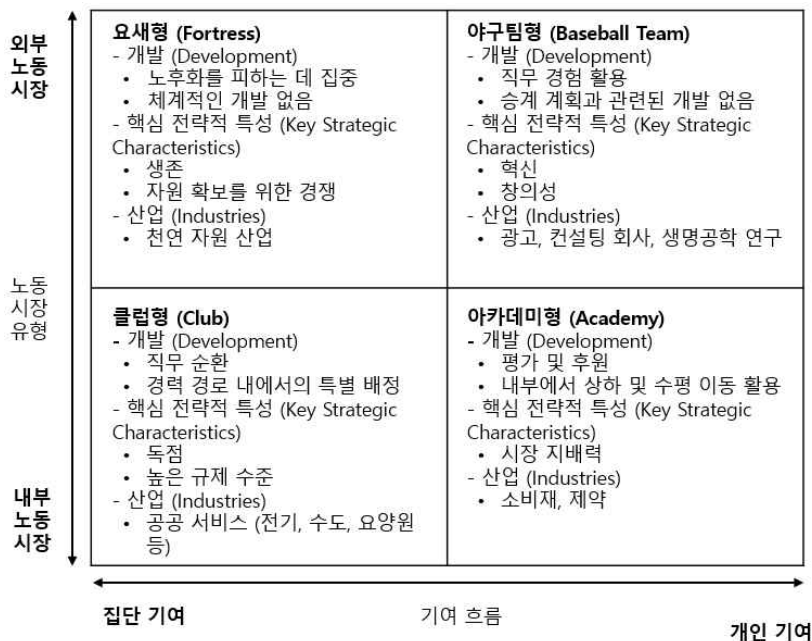 외부
노동
시장
요새형 (Fortress)
- 개발 (Development)
• 노후화를 피하는 데 집중
• 체계적인 개발 없음
- 핵심 전략적 특성 (Key Strategic
Characteristics)
• 생존
• 자원 확보를 위한 경쟁
- 산업 (Industries)
• 천연 자원 산업
야구팀형 (Baseball Team)
- 개발 (Development)
• 직무 경험 활용
• 승계 계획과 관련된 개발 없음
- 핵심 전략적 특성 (Key Strategic
Characteristics)
• 혁신
• 창의성
- 산업 (Industries)
• 광고, 컨설팅 회사, 생명공학 연구
노동
시장
유형
클럽형 (Club)
- 개발 (Development)
• 직무 순환
• 경력 경로 내에서의 특별 배정
- 핵심 전략적 특성 (Key Strategic
Characteristics)
• 독점
• 높은 규제 수준
- 산업 (Industries)
• 공공 서비스 (전기, 수도, 요양원
등)
아카데미형 (Academy)
- 개발 (Development)
• 평가 및 후원
• 내부에서 상하 및 수평 이동 활용
- 핵심 전략적 특성 (Key Strategic
Characteristics)
• 시장 지배력
- 산업 (Industries)
• 소비재, 제약
내부
노동
시장
집단 기여
기여 흐름
개인 기여